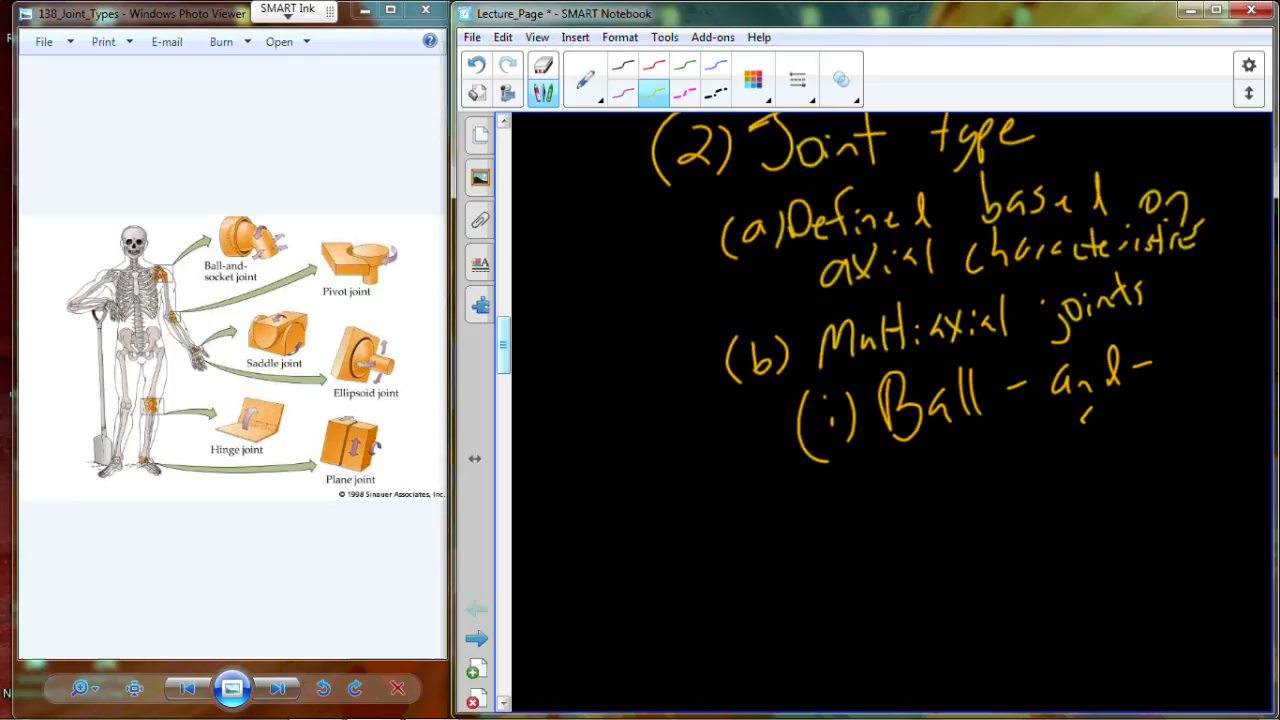 138_Joint_Types - Windows Photo Viewer
SMART Ink
File Print E-mail Burn Open
Ball-and-
socket joint
Pivot joint
Saddle joint
Ellipsoid joint
Hinge joint
Plane joint
© 1998 Sinauer Associates, Inc.
Lecture_Page * - SMART Notebook
File Edit View Insert Format Tools Add-ons Help
(2) Joint type
(a) Defined based on
axial characteristics
(b) Multiaxial joints
(i) Ball - and -